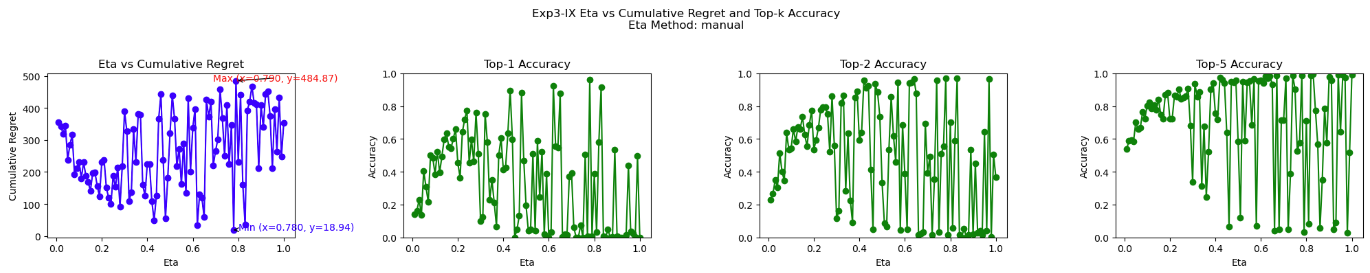 Exp3-IX Eta vs Cumulative Regret and Top-k Accuracy
Eta Method: manual
Eta vs Cumulative Regret
Max (x=0.790, y=484.87)
Min (x=0.780, y=18.94)
Cumulative Regret
500
400
300
200
100
0
0.0 0.2 0.4 0.6 0.8 1.0
Eta
Top-1 Accuracy
Accuracy
1.0
0.8
0.6
0.4
0.2
0.0
0.0 0.2 0.4 0.6 0.8 1.0
Eta
Top-2 Accuracy
Accuracy
1.0
0.8
0.6
0.4
0.2
0.0
0.0 0.2 0.4 0.6 0.8 1.0
Eta
Top-5 Accuracy
Accuracy
1.0
0.8
0.6
0.4
0.2
0.0
0.0 0.2 0.4 0.6 0.8 1.0
Eta